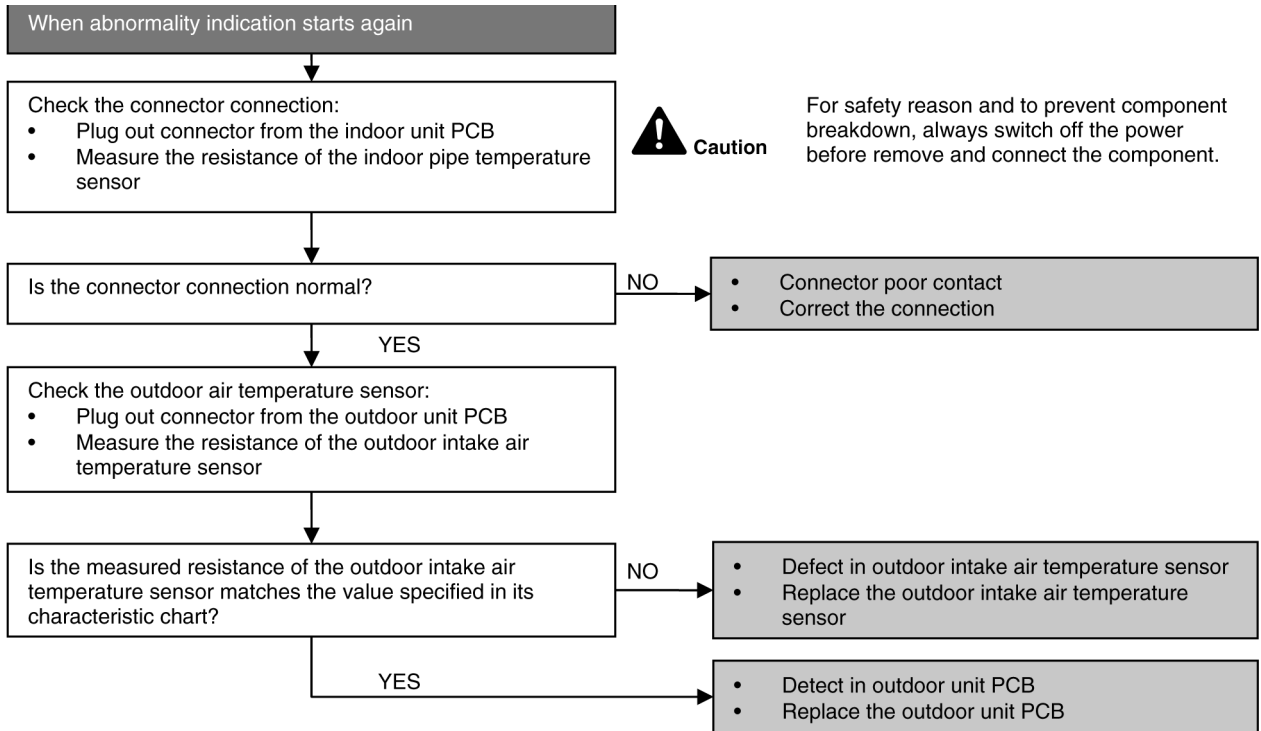 When abnormality indication starts again
Check the connector connection:
• Plug out connector from the indoor unit PCB
• Measure the resistance of the indoor pipe temperature
sensor
Caution
For safety reason and to prevent component
breakdown, always switch off the power
before remove and connect the component.
Is the connector connection normal?
NO
• Connector poor contact
• Correct the connection
YES
Check the outdoor air temperature sensor:
• Plug out connector from the outdoor unit PCB
• Measure the resistance of the outdoor intake air
temperature sensor
Is the measured resistance of the outdoor intake air
temperature sensor matches the value specified in its
characteristic chart?
NO
• Defect in outdoor intake air temperature sensor
• Replace the outdoor intake air temperature
sensor
YES
• Detect in outdoor unit PCB
• Replace the outdoor unit PCB